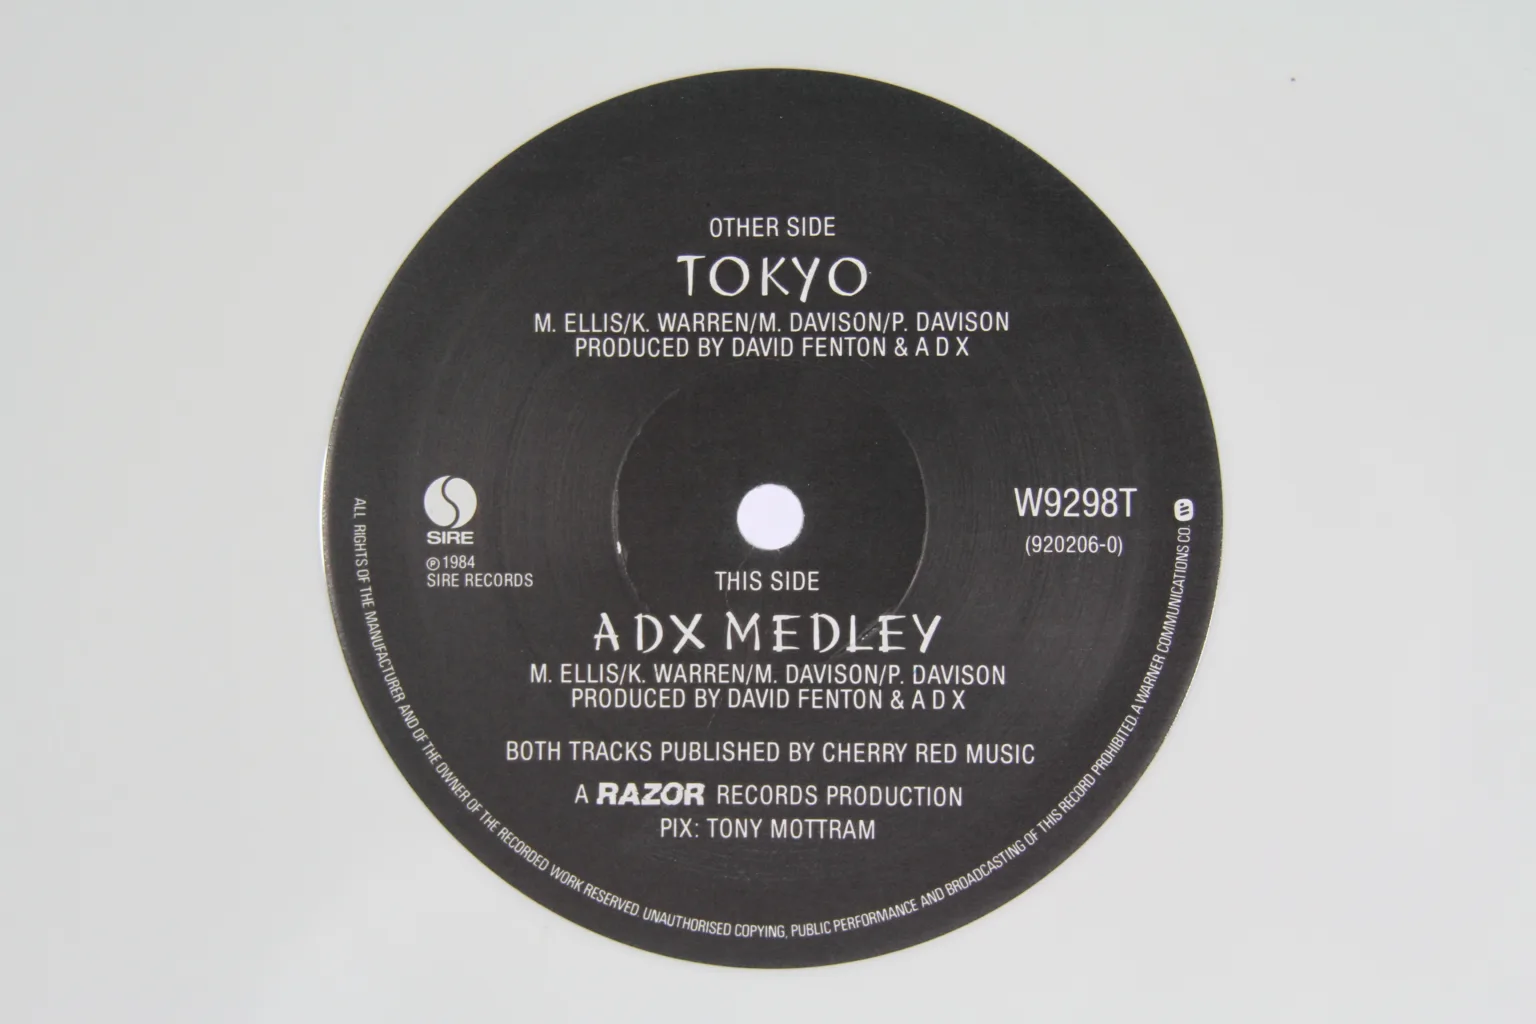 OTHER SIDE
TOKYO
M. ELLIS/K. WARREN/M. DAVISON/P. DAVISON
PRODUCED BY DAVID FENTON & A D X
SIRE
℗ 1984
SIRE RECORDS
W9298T
(920206-0)
THIS SIDE
A D X MEDLEY
M. ELLIS/K. WARREN/M. DAVISON/P. DAVISON
PRODUCED BY DAVID FENTON & A D X
BOTH TRACKS PUBLISHED BY CHERRY RED MUSIC
A RAZOR RECORDS PRODUCTION
PIX: TONY MOTTRAM
ALL RIGHTS OF THE MANUFACTURER AND OF THE OWNER OF THE RECORDED WORK RESERVED. UNAUTHORISED COPYING, PUBLIC PERFORMANCE AND BROADCASTING OF THIS RECORD PROHIBITED. A WARNER COMMUNICATIONS CO.